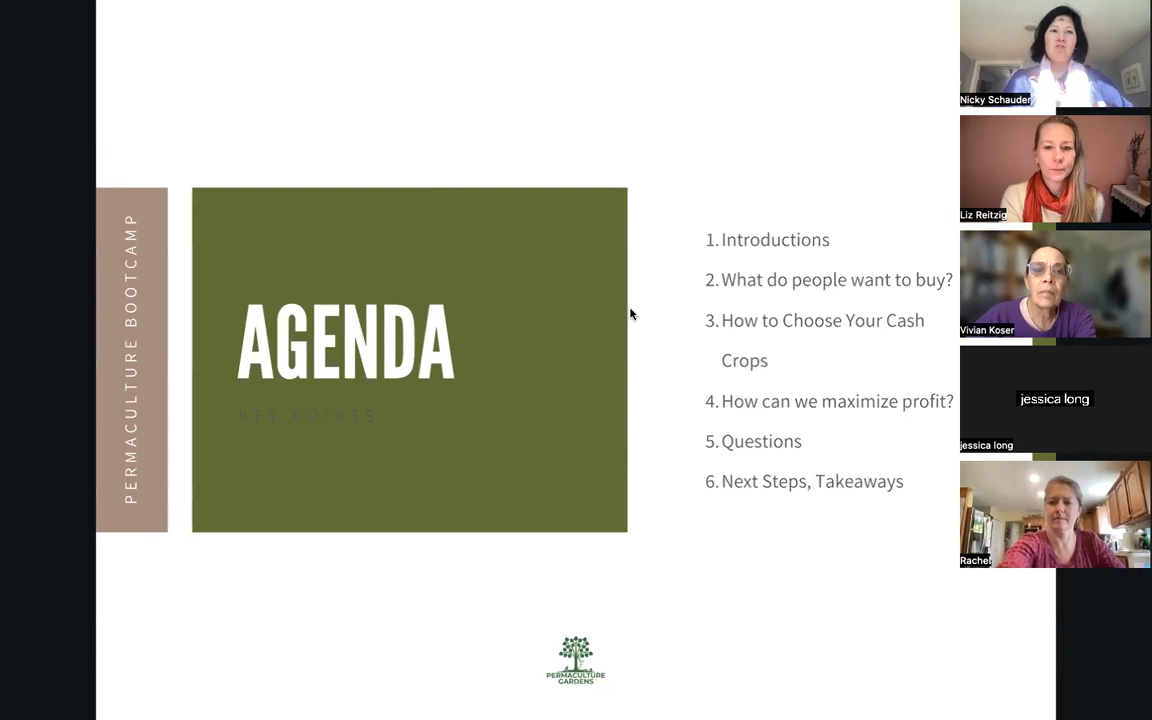 PERMACULTURE BOOTCAMP
AGENDA
KEY POINTS
1. Introductions
2. What do people want to buy?
3. How to Choose Your Cash
Crops
4. How can we maximize profit?
5. Questions
6. Next Steps, Takeaways
PERMACULTURE
GARDENS
Nicky Schauder
Liz Reitzig
Vivian Koser
jessica long
jessica long
Rachel